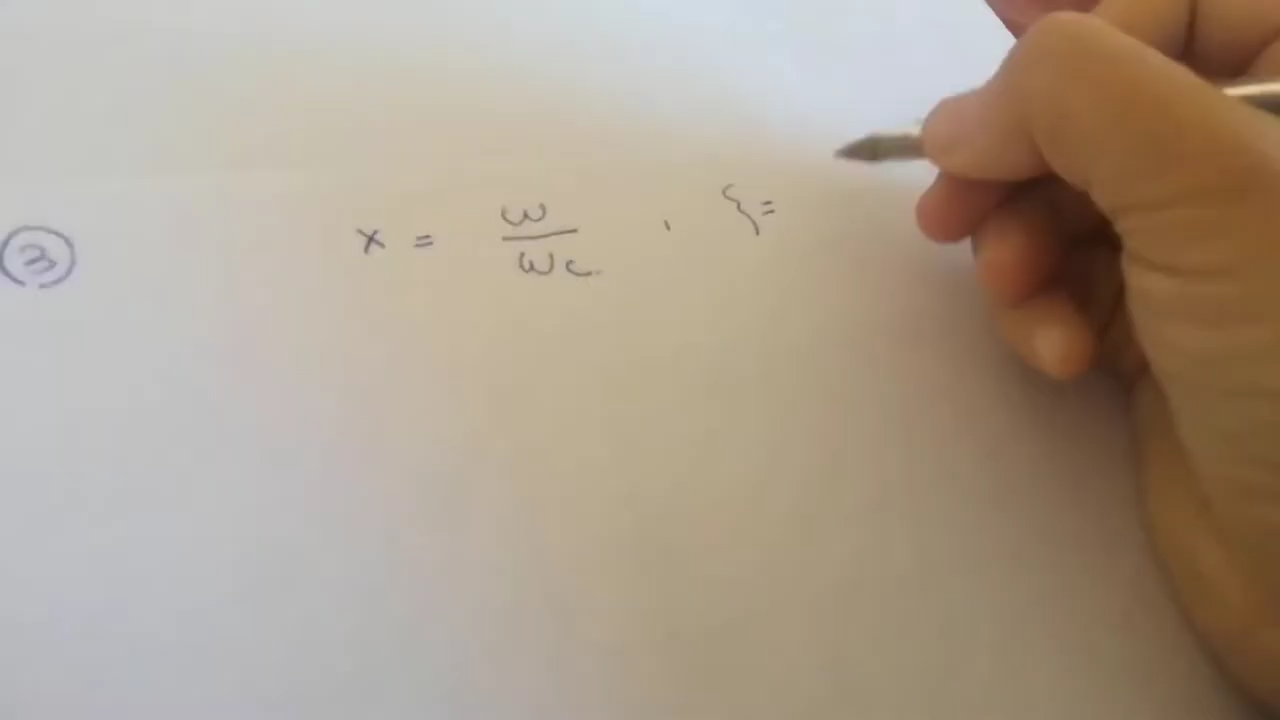 ③ x = ω / ωc , ξ =